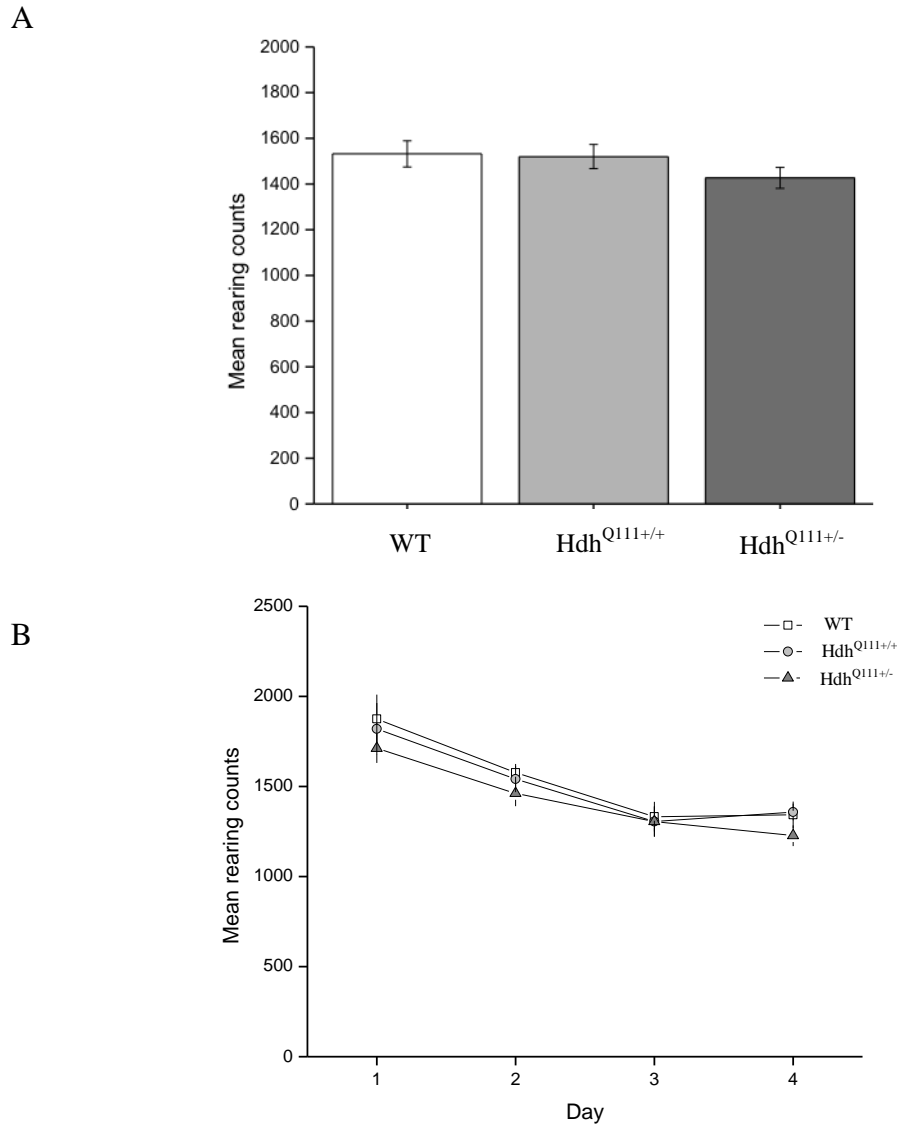 A
2000
1800
1600
1400
1200
1000
800
600
400
200
0
Mean rearing counts
WT
Hdh^Q111+/+
Hdh^Q111+/-
B
2500
2000
1500
1000
500
0
Mean rearing counts
WT
Hdh^Q111+/+
Hdh^Q111+/-
1 2 3 4
Day